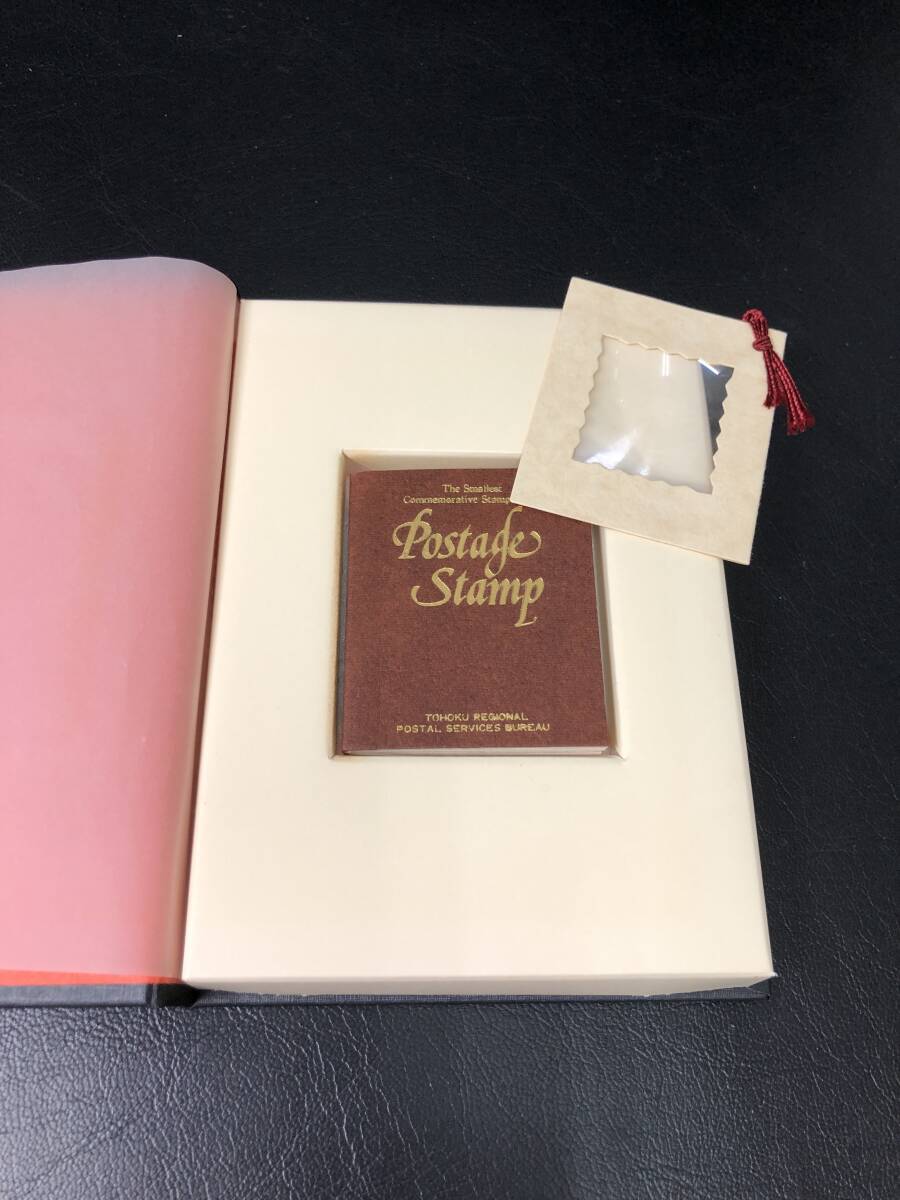 The Smallest
Commemorative Stamp
Postage
Stamp
TOHOKU REGIONAL
POSTAL SERVICES BUREAU